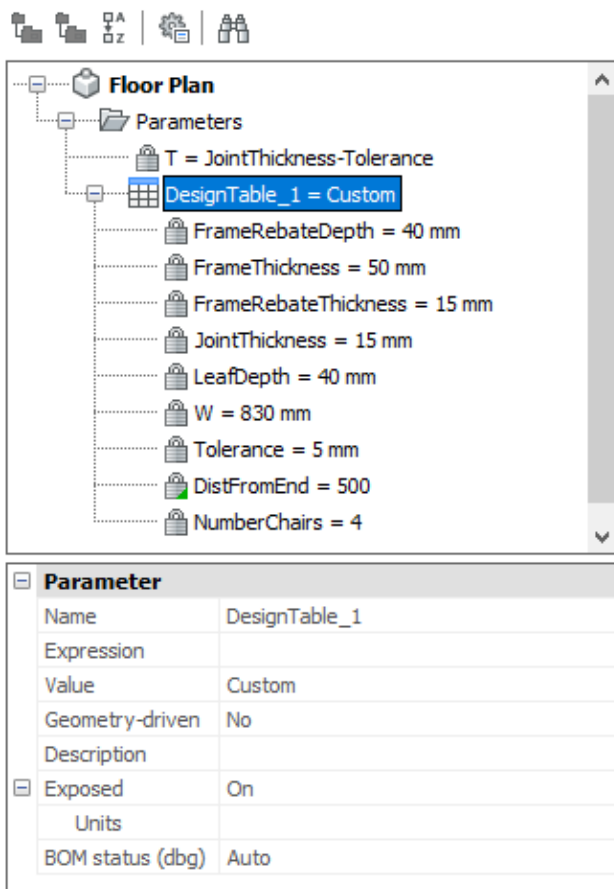 Floor Plan
Parameters
T = JointThickness-Tolerance
DesignTable_1 = Custom
FrameRebateDepth = 40 mm
FrameThickness = 50 mm
FrameRebateThickness = 15 mm
JointThickness = 15 mm
LeafDepth = 40 mm
W = 830 mm
Tolerance = 5 mm
DistFromEnd = 500
NumberChairs = 4
Parameter
Name DesignTable_1
Expression
Value Custom
Geometry-driven No
Description
Exposed On
Units
BOM status (dbg) Auto